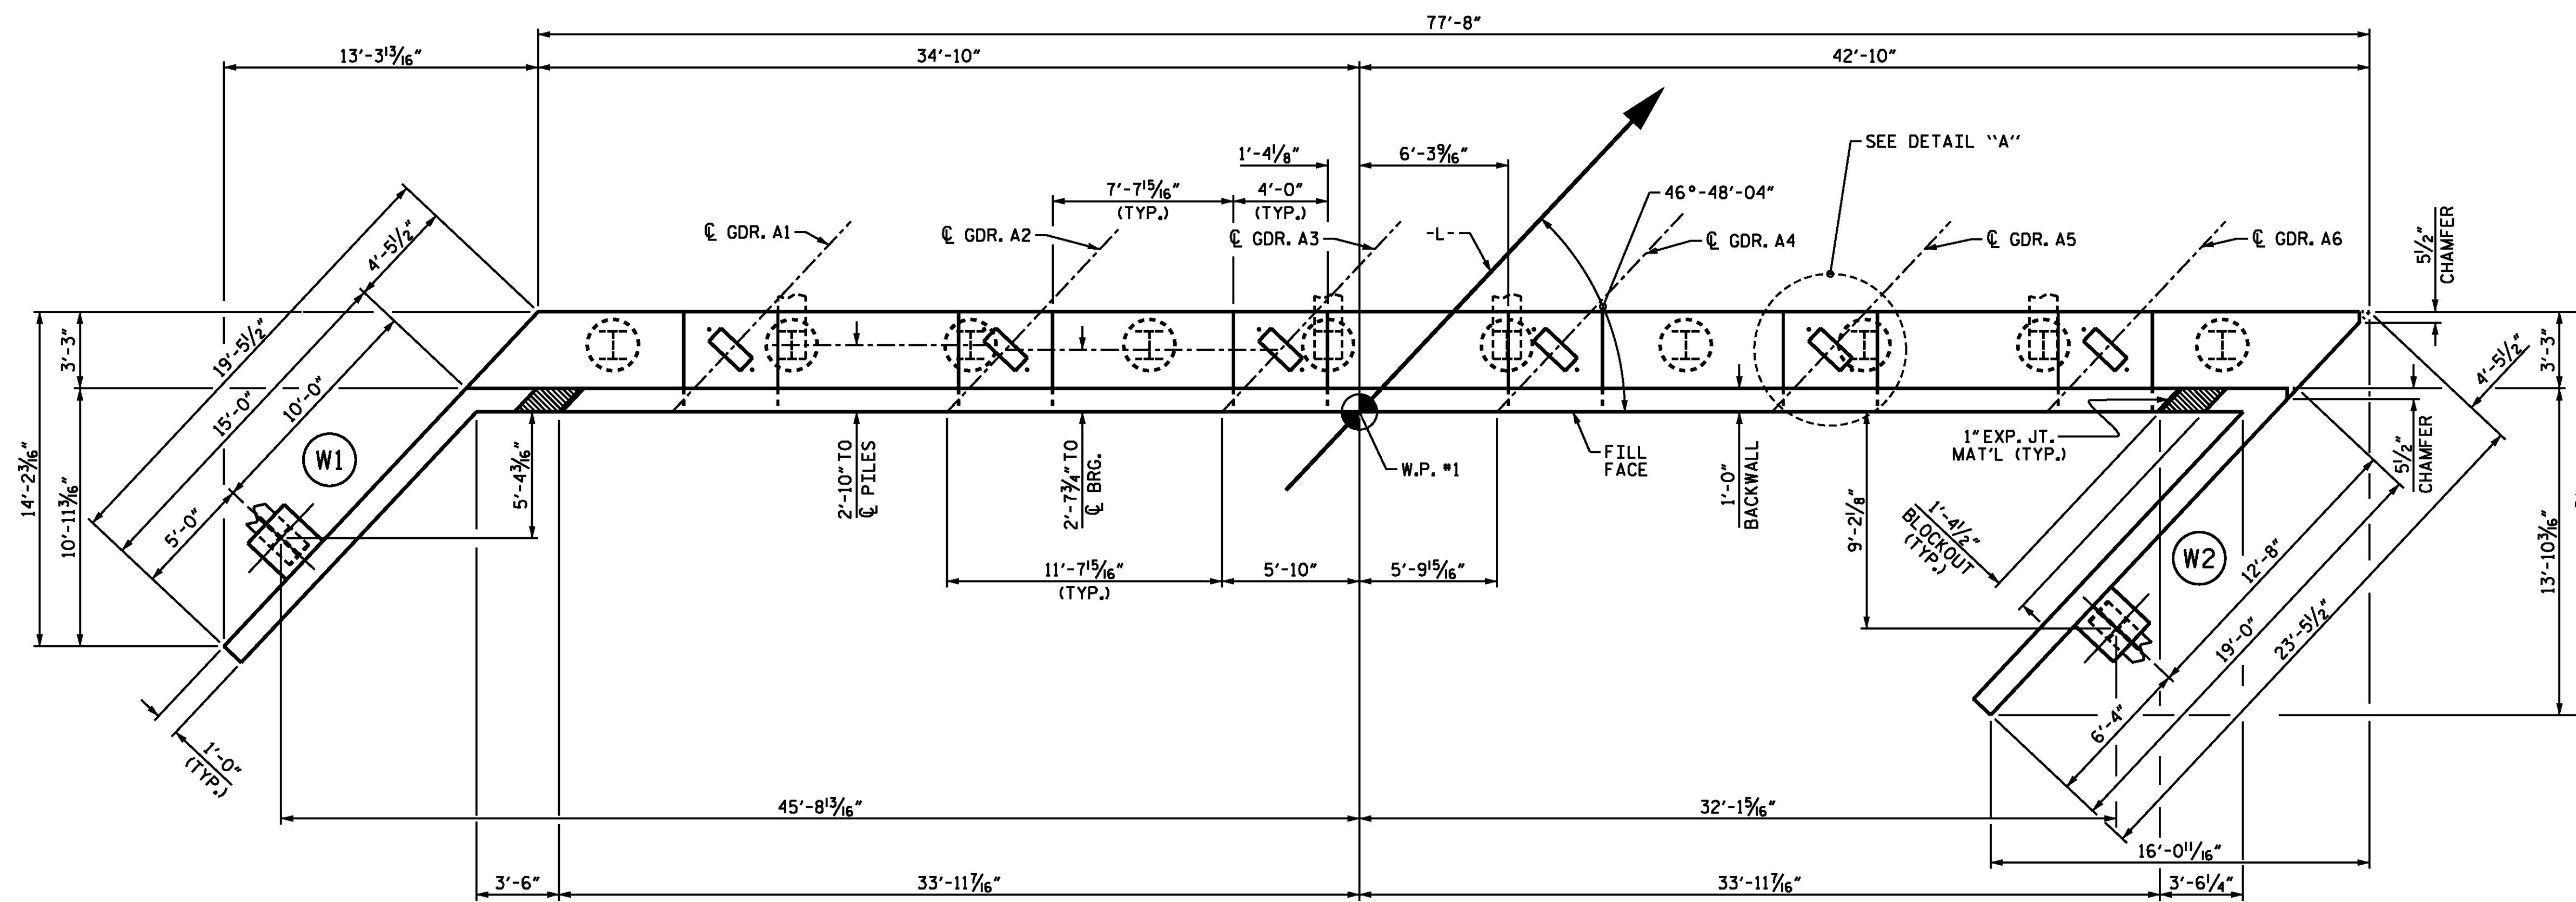 77'-8"
13'-3 13/16"
34'-10"
42'-10"
SEE DETAIL "A"
1'-4 1/8"
6'-3 9/16"
7'-7 15/16"
(TYP.)
4'-0"
(TYP.)
46°-48'-04"
℄ GDR. A1
℄ GDR. A2
℄ GDR. A3
-L-
℄ GDR. A4
℄ GDR. A5
℄ GDR. A6
5 1/2"
CHAMFER
4'-5 1/2"
19'-5 1/2"
15'-0"
10'-0"
5'-0"
3'-3"
14'-2 3/16"
10'-11 3/16"
W1
5'-4 3/16"
2'-10" TO
℄ PILES
2'-7 3/4" TO
℄ BRG.
W.P. #1
FILL
FACE
1'-0"
BACKWALL
9'-2 1/8"
1" EXP. JT.
MAT'L (TYP.)
1'-4 1/2"
BLOCKOUT
(TYP.)
W2
5 1/2"
CHAMFER
4'-5 1/2"
3'-3"
13'-10 3/16"
12'-8"
19'-0"
23'-5 1/2"
6'-4"
11'-7 15/16"
(TYP.)
5'-10"
5'-9 15/16"
1'-0"
(TYP.)
45'-8 13/16"
32'-1 5/16"
16'-0 11/16"
3'-6"
33'-11 7/16"
33'-11 7/16"
3'-6 1/4"